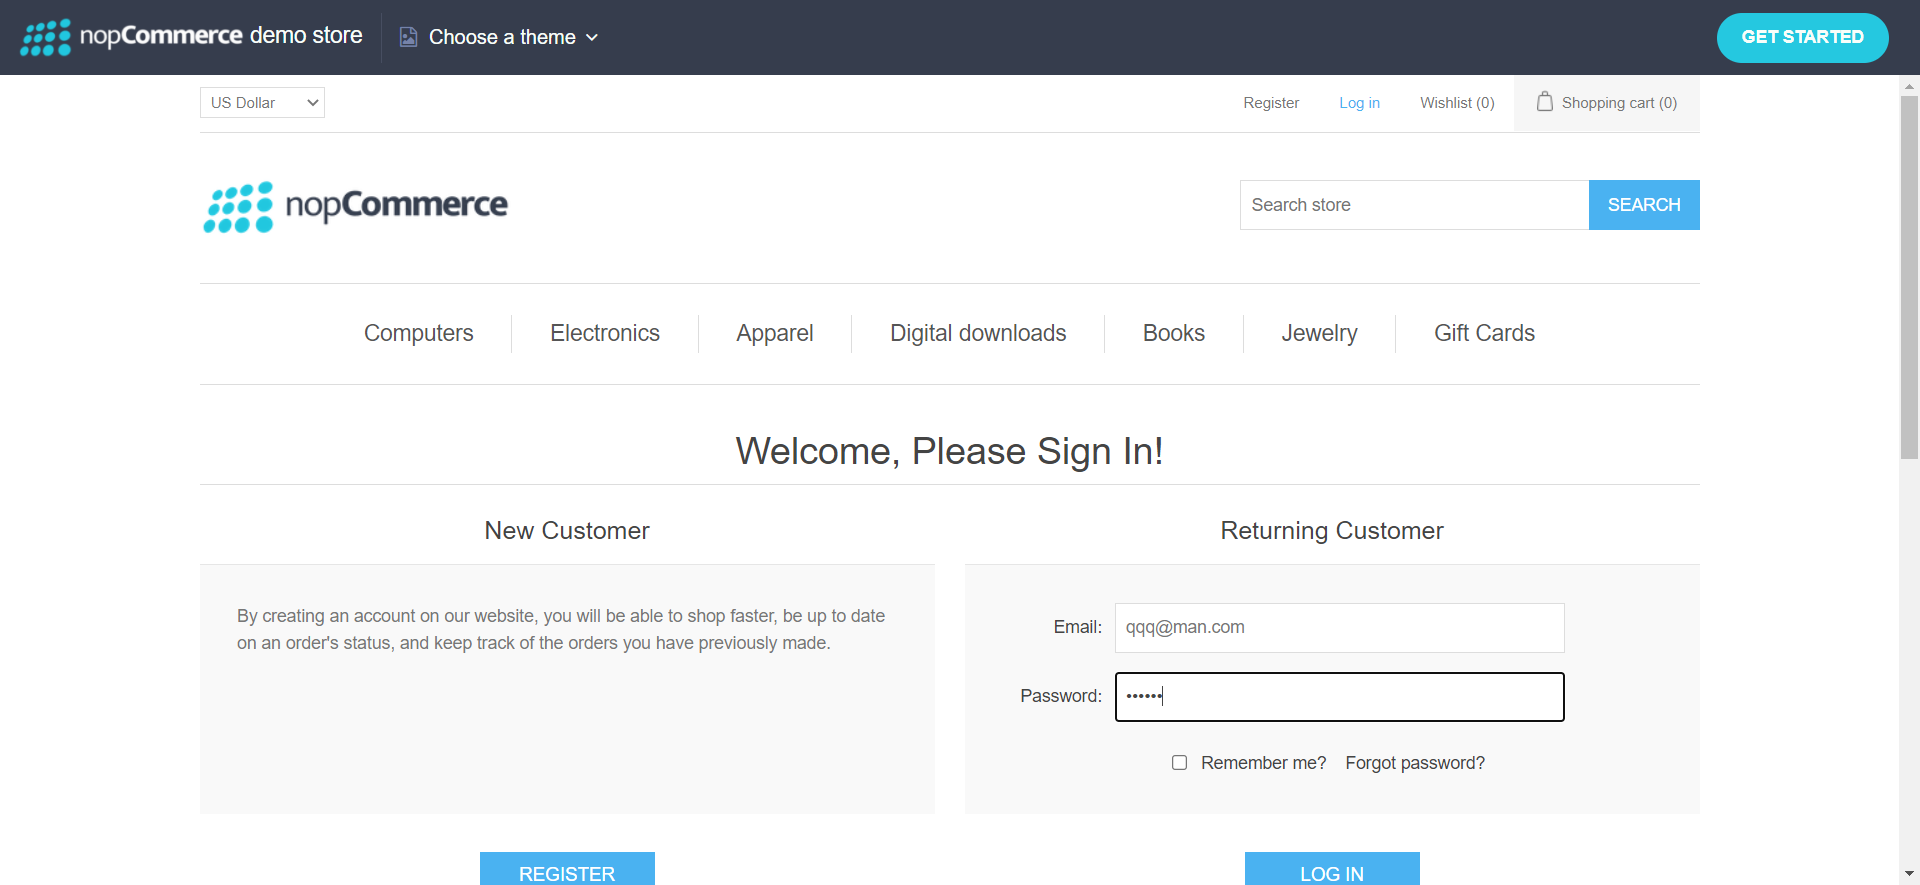 nopCommerce demo store
Choose a theme
GET STARTED
US Dollar
Register
Log in
Wishlist (0)
Shopping cart (0)
nopCommerce
Search store
SEARCH
Computers
Electronics
Apparel
Digital downloads
Books
Jewelry
Gift Cards
Welcome, Please Sign In!
New Customer
By creating an account on our website, you will be able to shop faster, be up to date
on an order's status, and keep track of the orders you have previously made.
REGISTER
Returning Customer
Email:
qqq@man.com
Password:
••••••
Remember me?
Forgot password?
LOG IN